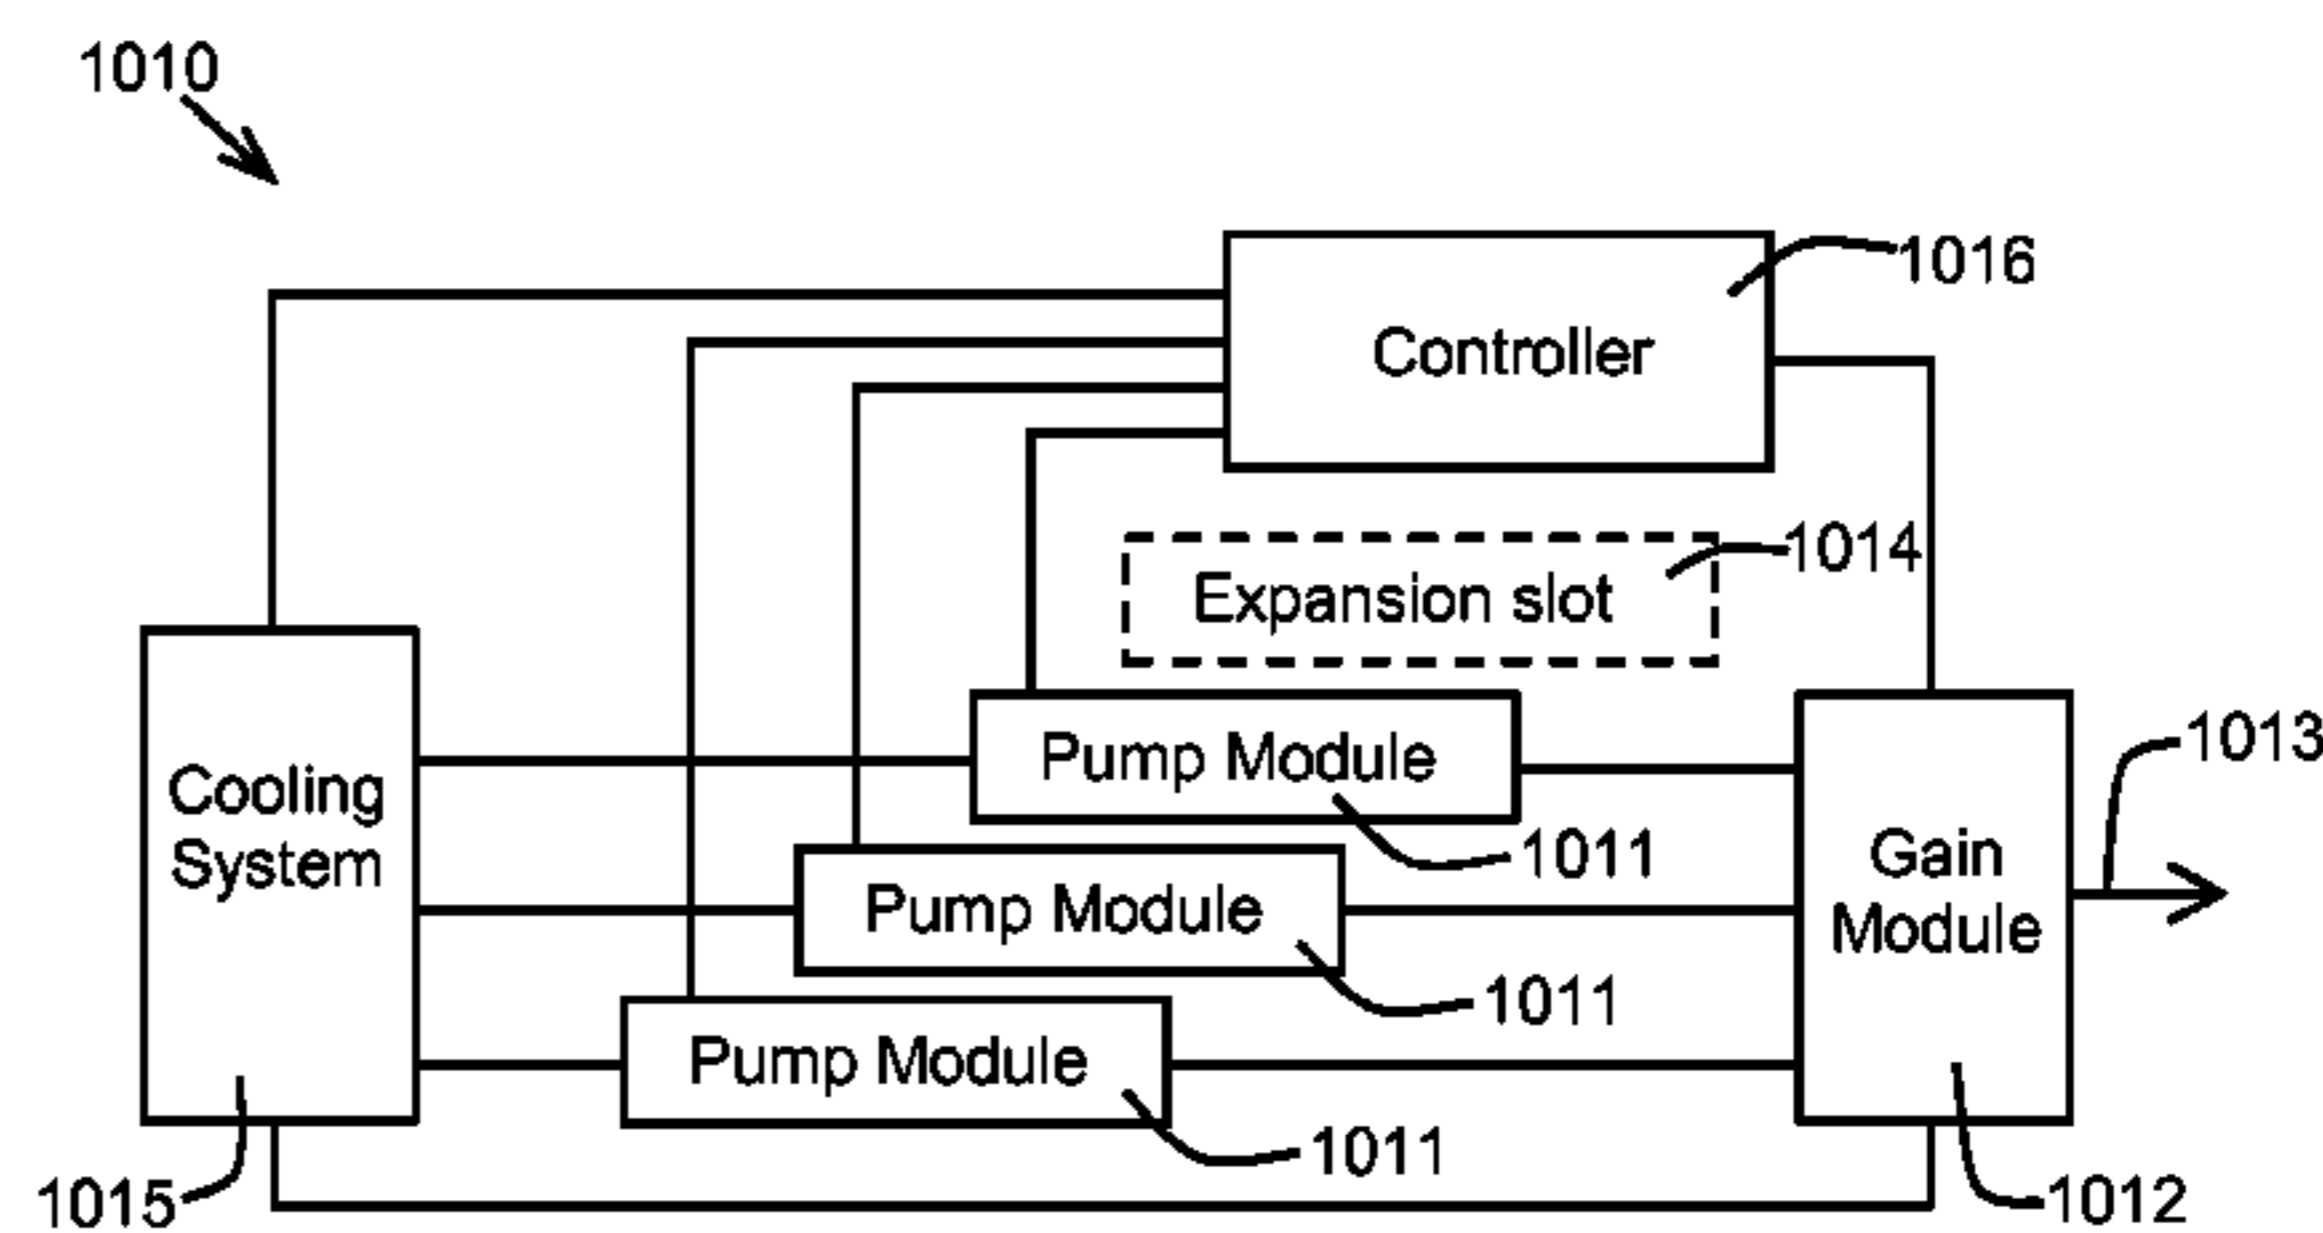 1010
1016
Controller
1014
Expansion slot
1013
Pump Module
Cooling
System
1011
Gain
Module
Pump Module
1011
Pump Module
1011
1015
1012